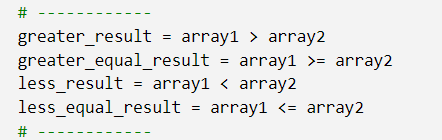 # ------------
greater_result = array1 > array2
greater_equal_result = array1 >= array2
less_result = array1 < array2
less_equal_result = array1 <= array2
# ------------